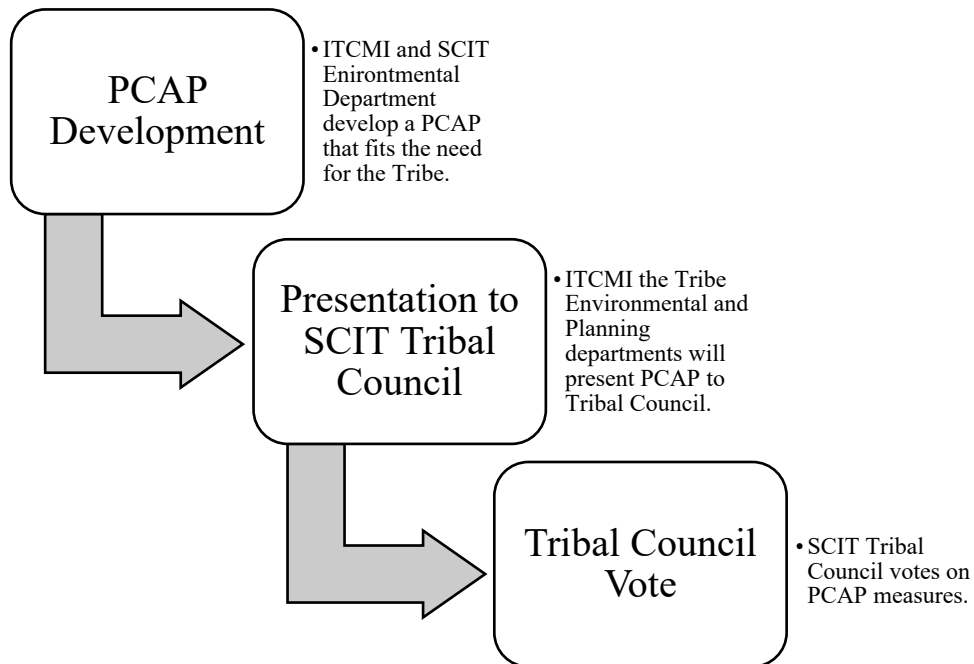 PCAP
Development
• ITCMI and SCIT
Enirontmental
Department
develop a PCAP
that fits the need
for the Tribe.
Presentation to
SCIT Tribal
Council
• ITCMI the Tribe
Environmental and
Planning
departments will
present PCAP to
Tribal Council.
Tribal Council
Vote
• SCIT Tribal
Council votes on
PCAP measures.